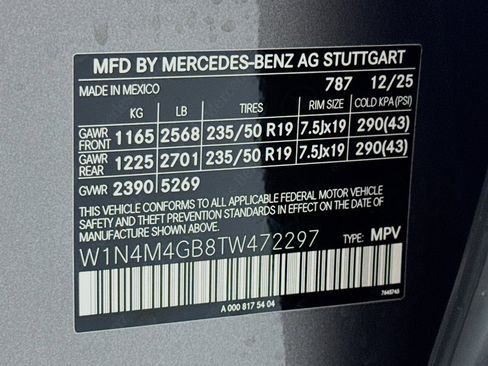 MFD BY MERCEDES-BENZ AG STUTTGART
MADE IN MEXICO 787 12/25
KG LB TIRES RIM SIZE COLD KPA(PSI)
GAWR FRONT 1165 2568 235/50 R19 7.5Jx19 290(43)
GAWR REAR 1225 2701 235/50 R19 7.5Jx19 290(43)
GVWR 2390 5269
THIS VEHICLE CONFORMS TO ALL APPLICABLE FEDERAL MOTOR VEHICLE
SAFETY, BUMPER, AND THEFT PREVENTION STANDARDS IN EFFECT ON
THE DATE OF MANUFACTURE SHOWN ABOVE.
W1N4M4GB8TW472297 TYPE: MPV
A 000 817 54 04 7645745